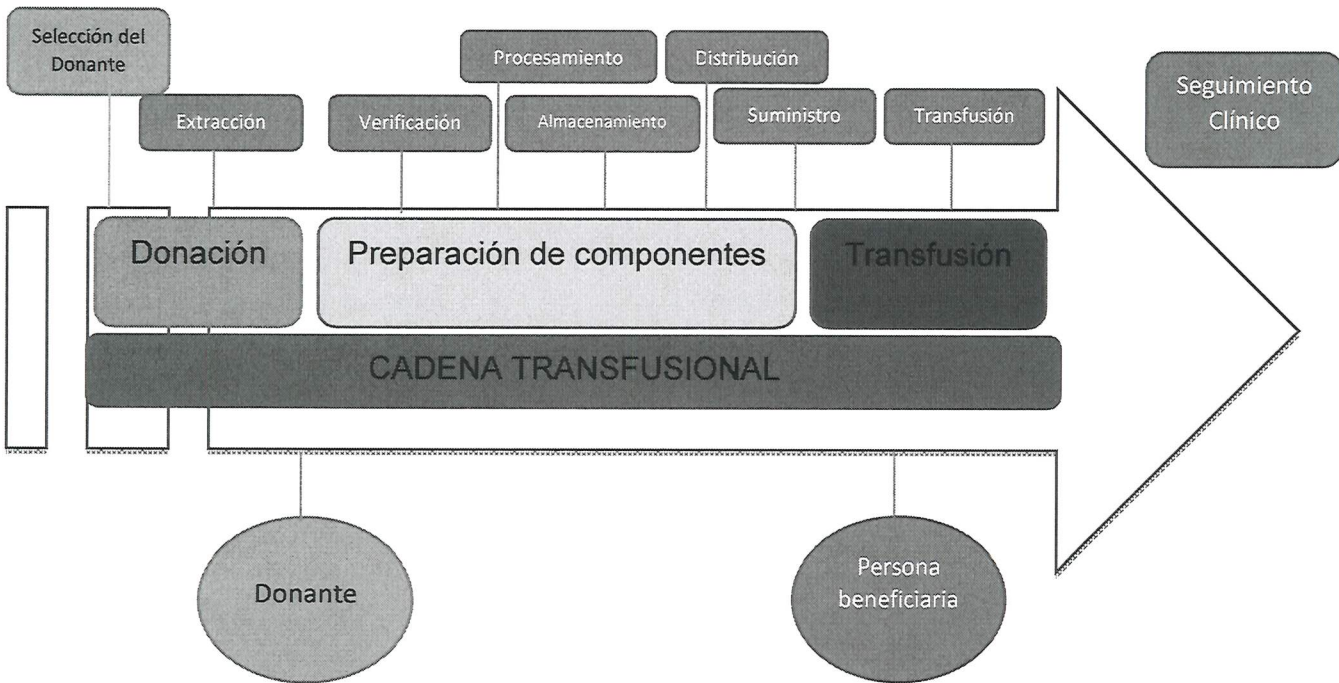 Selección del
Donante
Extracción
Verificación
Procesamiento
Almacenamiento
Distribución
Suministro
Transfusión
Seguimiento
Clínico
Donación
Preparación de componentes
Transfusión
CADENA TRANSFUSIONAL
Donante
Persona
beneficiaria